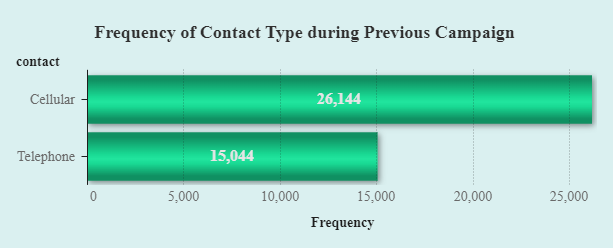 Frequency of Contact Type during Previous Campaign
contact
Cellular
26,144
Telephone
15,044
0 5,000 10,000 15,000 20,000 25,000
Frequency